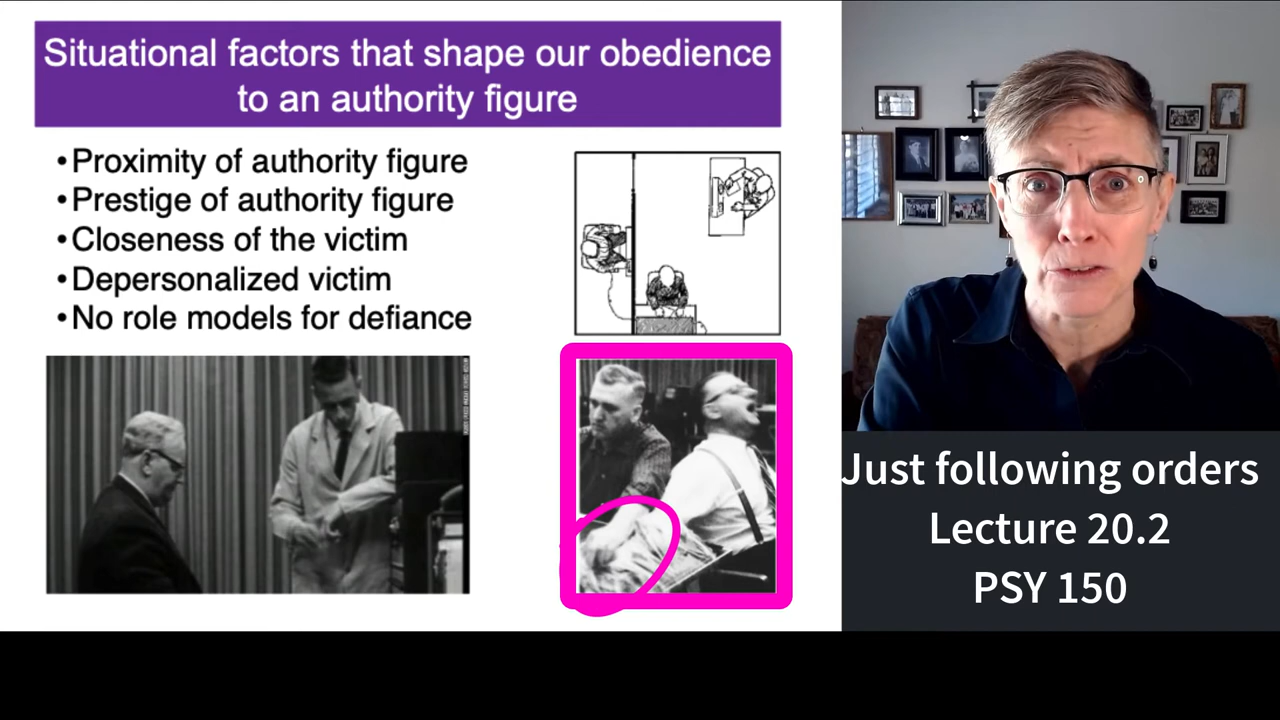 Situational factors that shape our obedience
to an authority figure
•Proximity of authority figure
•Prestige of authority figure
•Closeness of the victim
•Depersonalized victim
•No role models for defiance
Just following orders
Lecture 20.2
PSY 150